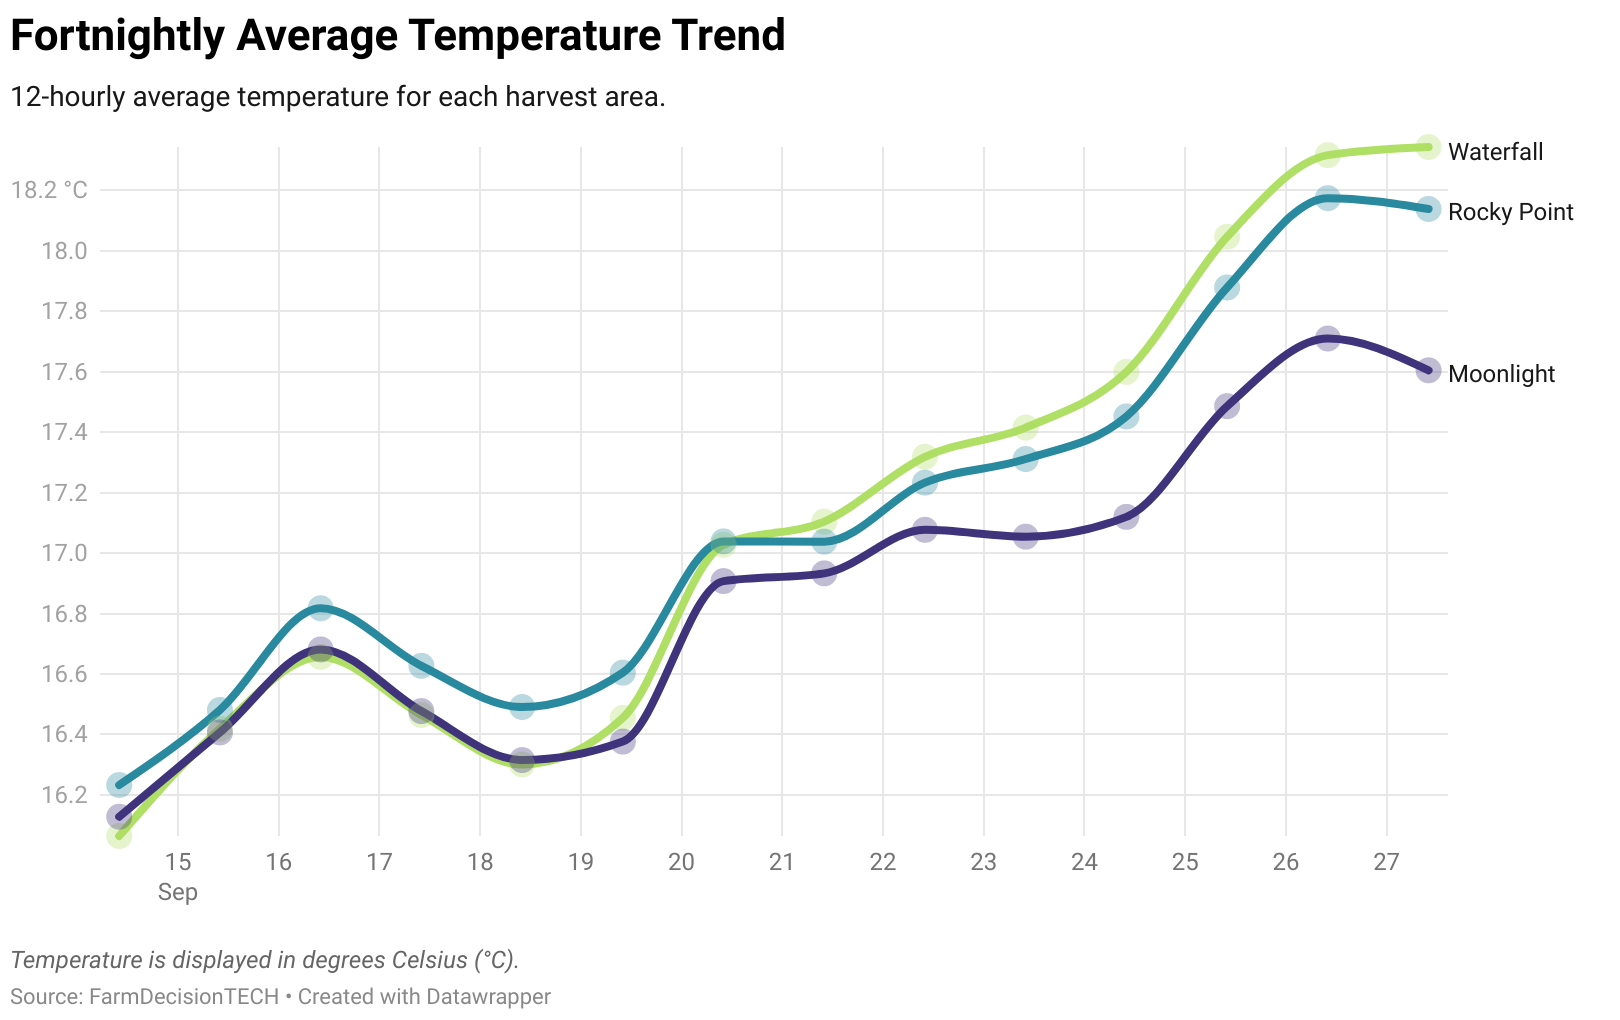 Fortnightly Average Temperature Trend
12-hourly average temperature for each harvest area.
Waterfall
18.2 °C
Rocky Point
18.0
17.8
17.6
Moonlight
17.4
17.2
17.0
16.8
16.6
16.4
16.2
15 16 17 18 19 20 21 22 23 24 25 26 27
Sep
Temperature is displayed in degrees Celsius (°C).
Source: FarmDecisionTECH • Created with Datawrapper